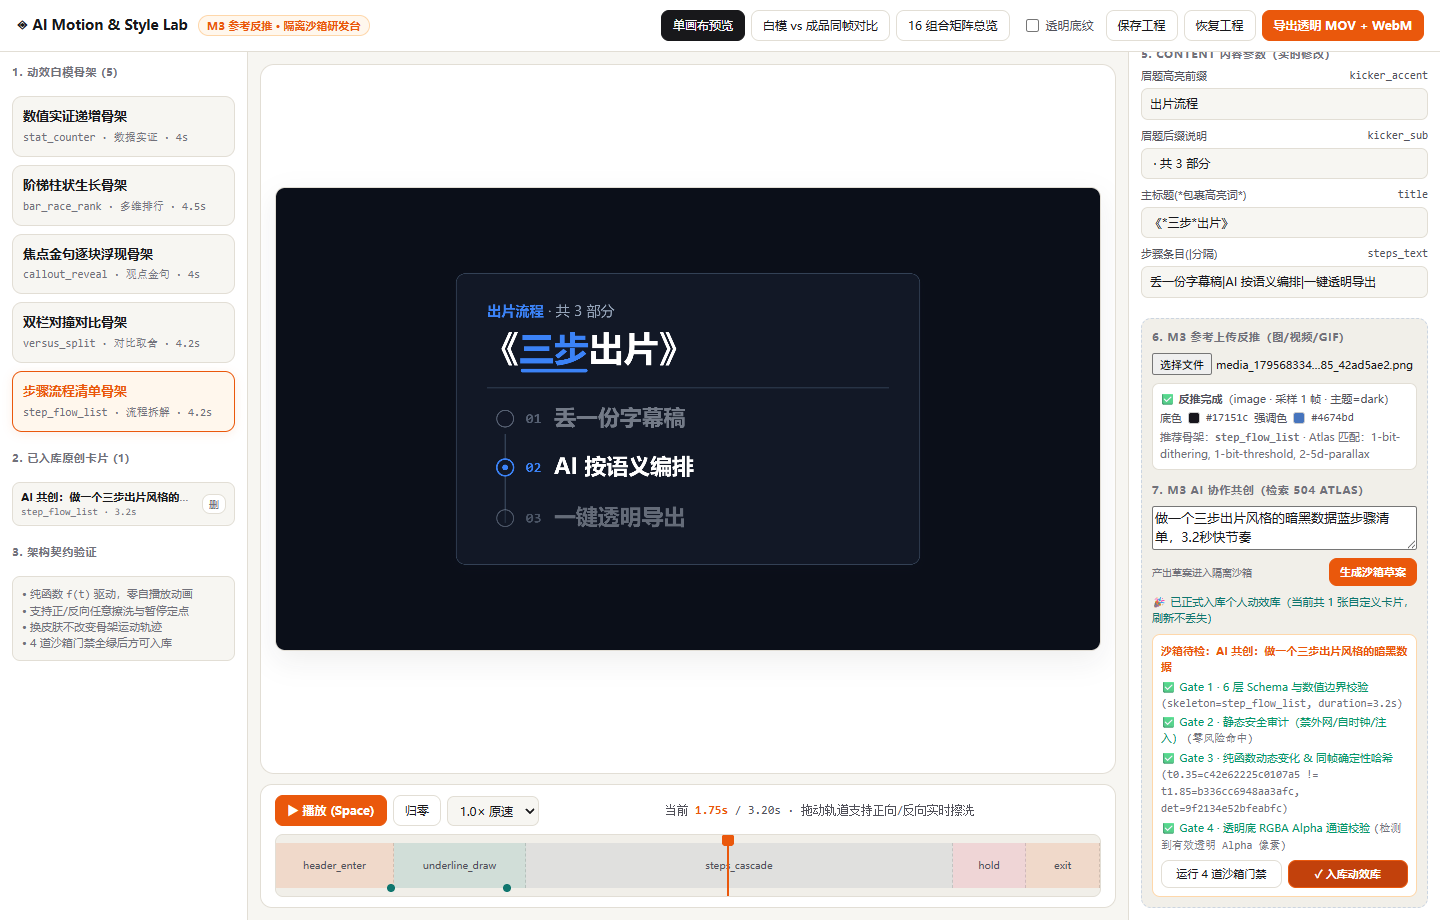 ◈ AI Motion & Style Lab
M3 参考反推 • 隔离沙箱研发台
单画布预览
白模 vs 成品同帧对比
16 组合矩阵总览
透明底纹
保存工程
恢复工程
导出透明 MOV + WebM
1. 动效白模骨架 (5)
数值实证递增骨架
stat_counter · 数据实证 · 4s
阶梯柱状生长骨架
bar_race_rank · 多维排行 · 4.5s
焦点金句逐块浮现骨架
callout_reveal · 观点金句 · 4s
双栏对撞对比骨架
versus_split · 对比取舍 · 4.2s
步骤流程清单骨架
step_flow_list · 流程拆解 · 4.2s
2. 已入库原创卡片 (1)
AI 共创：做一个三步出片风格的...
step_flow_list · 3.2s
删
3. 架构契约验证
• 纯函数 f(t) 驱动，零自播放动画
• 支持正/反向任意擦洗与暂停定点
• 换皮肤不改变骨架运动轨迹
• 4 道沙箱门禁全绿后方可入库
出片流程 · 共 3 部分
《三步出片》
01 丢一份字幕稿
02 AI 按语义编排
03 一键透明导出
▶ 播放 (Space)
归零
1.0× 原速
当前 1.75s / 3.20s · 拖动轨道支持正向/反向实时擦洗
header_enter
underline_draw
steps_cascade
hold
exit
5. CONTENT 内容参数（实时修改）
眉题高亮前缀
kicker_accent
出片流程
眉题后缀说明
kicker_sub
· 共 3 部分
主标题(*包裹高亮词*)
title
《*三步*出片》
步骤条目(|分隔)
steps_text
丢一份字幕稿|AI 按语义编排|一键透明导出
6. M3 参考上传反推（图/视频/GIF）
选择文件
media_179568334...85_42ad5ae2.png
✅ 反推完成（image · 采样 1 帧 · 主题=dark）
底色 #17151c 强调色 #4674bd
推荐骨架：step_flow_list · Atlas 匹配：1-bit-
dithering, 1-bit-threshold, 2-5d-parallax
7. M3 AI 协作共创（检索 504 ATLAS）
做一个三步出片风格的暗黑数据蓝步骤清
单，3.2秒快节奏
产出草案进入隔离沙箱
生成沙箱草案
🎉 已正式入库个人动效库（当前共 1 张自定义卡片，
刷新不丢失）
沙箱待检：AI 共创：做一个三步出片风格的暗黑数
据
✅ Gate 1 · 6 层 Schema 与数值边界校验
(skeleton=step_flow_list, duration=3.2s)
✅ Gate 2 · 静态安全审计（禁外网/自时钟/注
入）（零风险命中）
✅ Gate 3 · 纯函数动态变化 & 同帧确定性哈希
(t0.35=c42e62225c0107a5 !=
t1.85=b336cc6948aa3afc,
det=9f2134e52bfeabfc)
✅ Gate 4 · 透明底 RGBA Alpha 通道校验（检测
到有效透明 Alpha 像素）
运行 4 道沙箱门禁
✓ 入库动效库